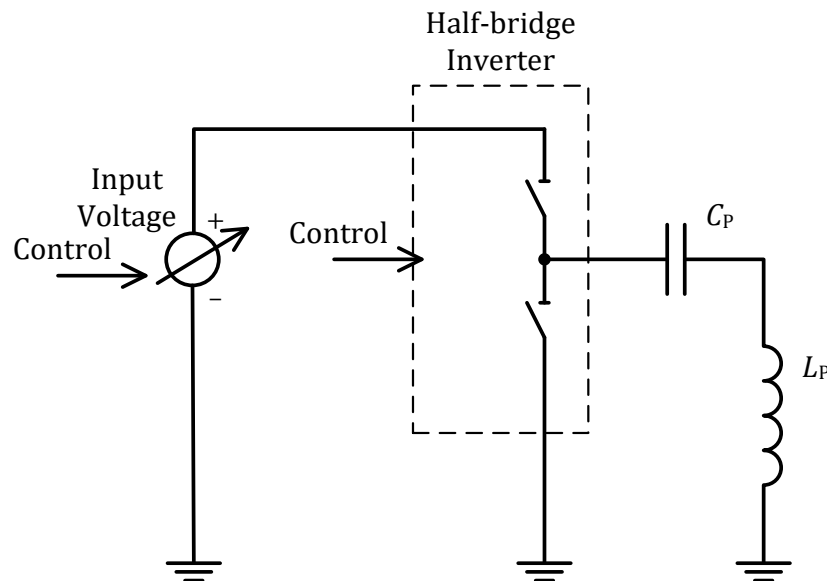 Half-bridge
Inverter
Input
Voltage
+
Control
Control
−
CP
LP